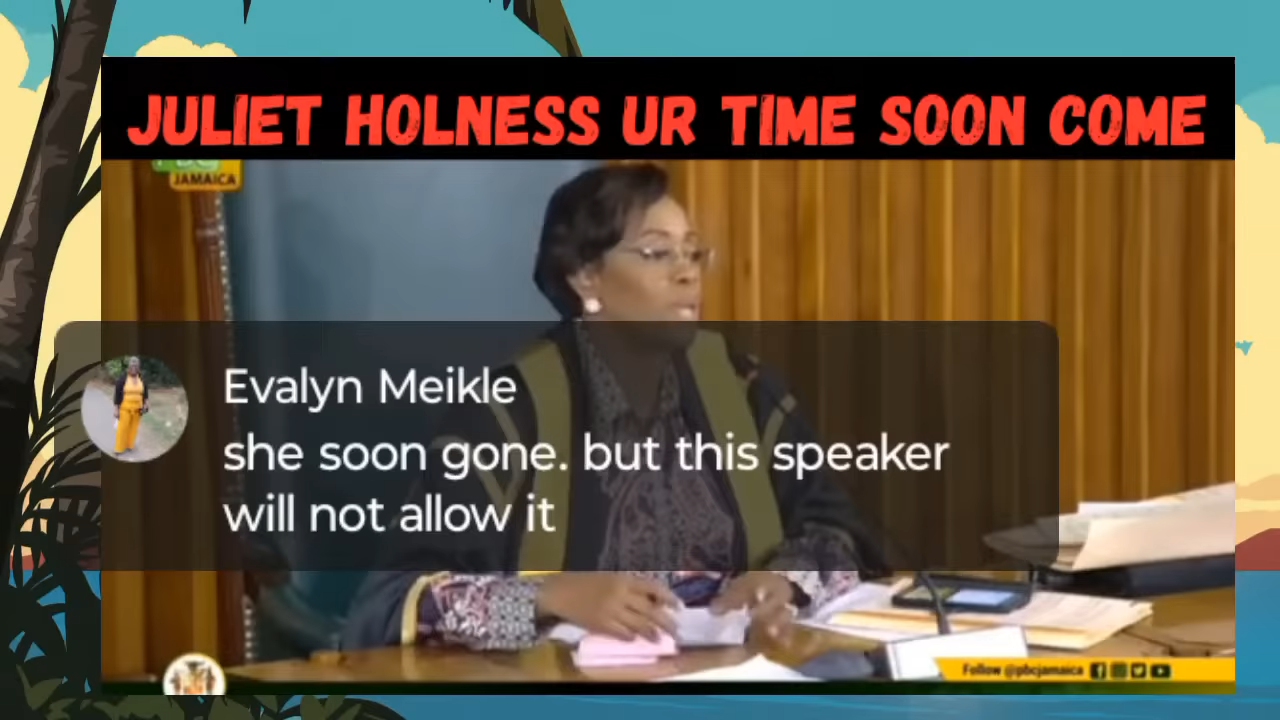 JULIET HOLNESS UR TIME SOON COME
PBC
JAMAICA
Evalyn Meikle
she soon gone. but this speaker
will not allow it
Follow @pbcjamaica